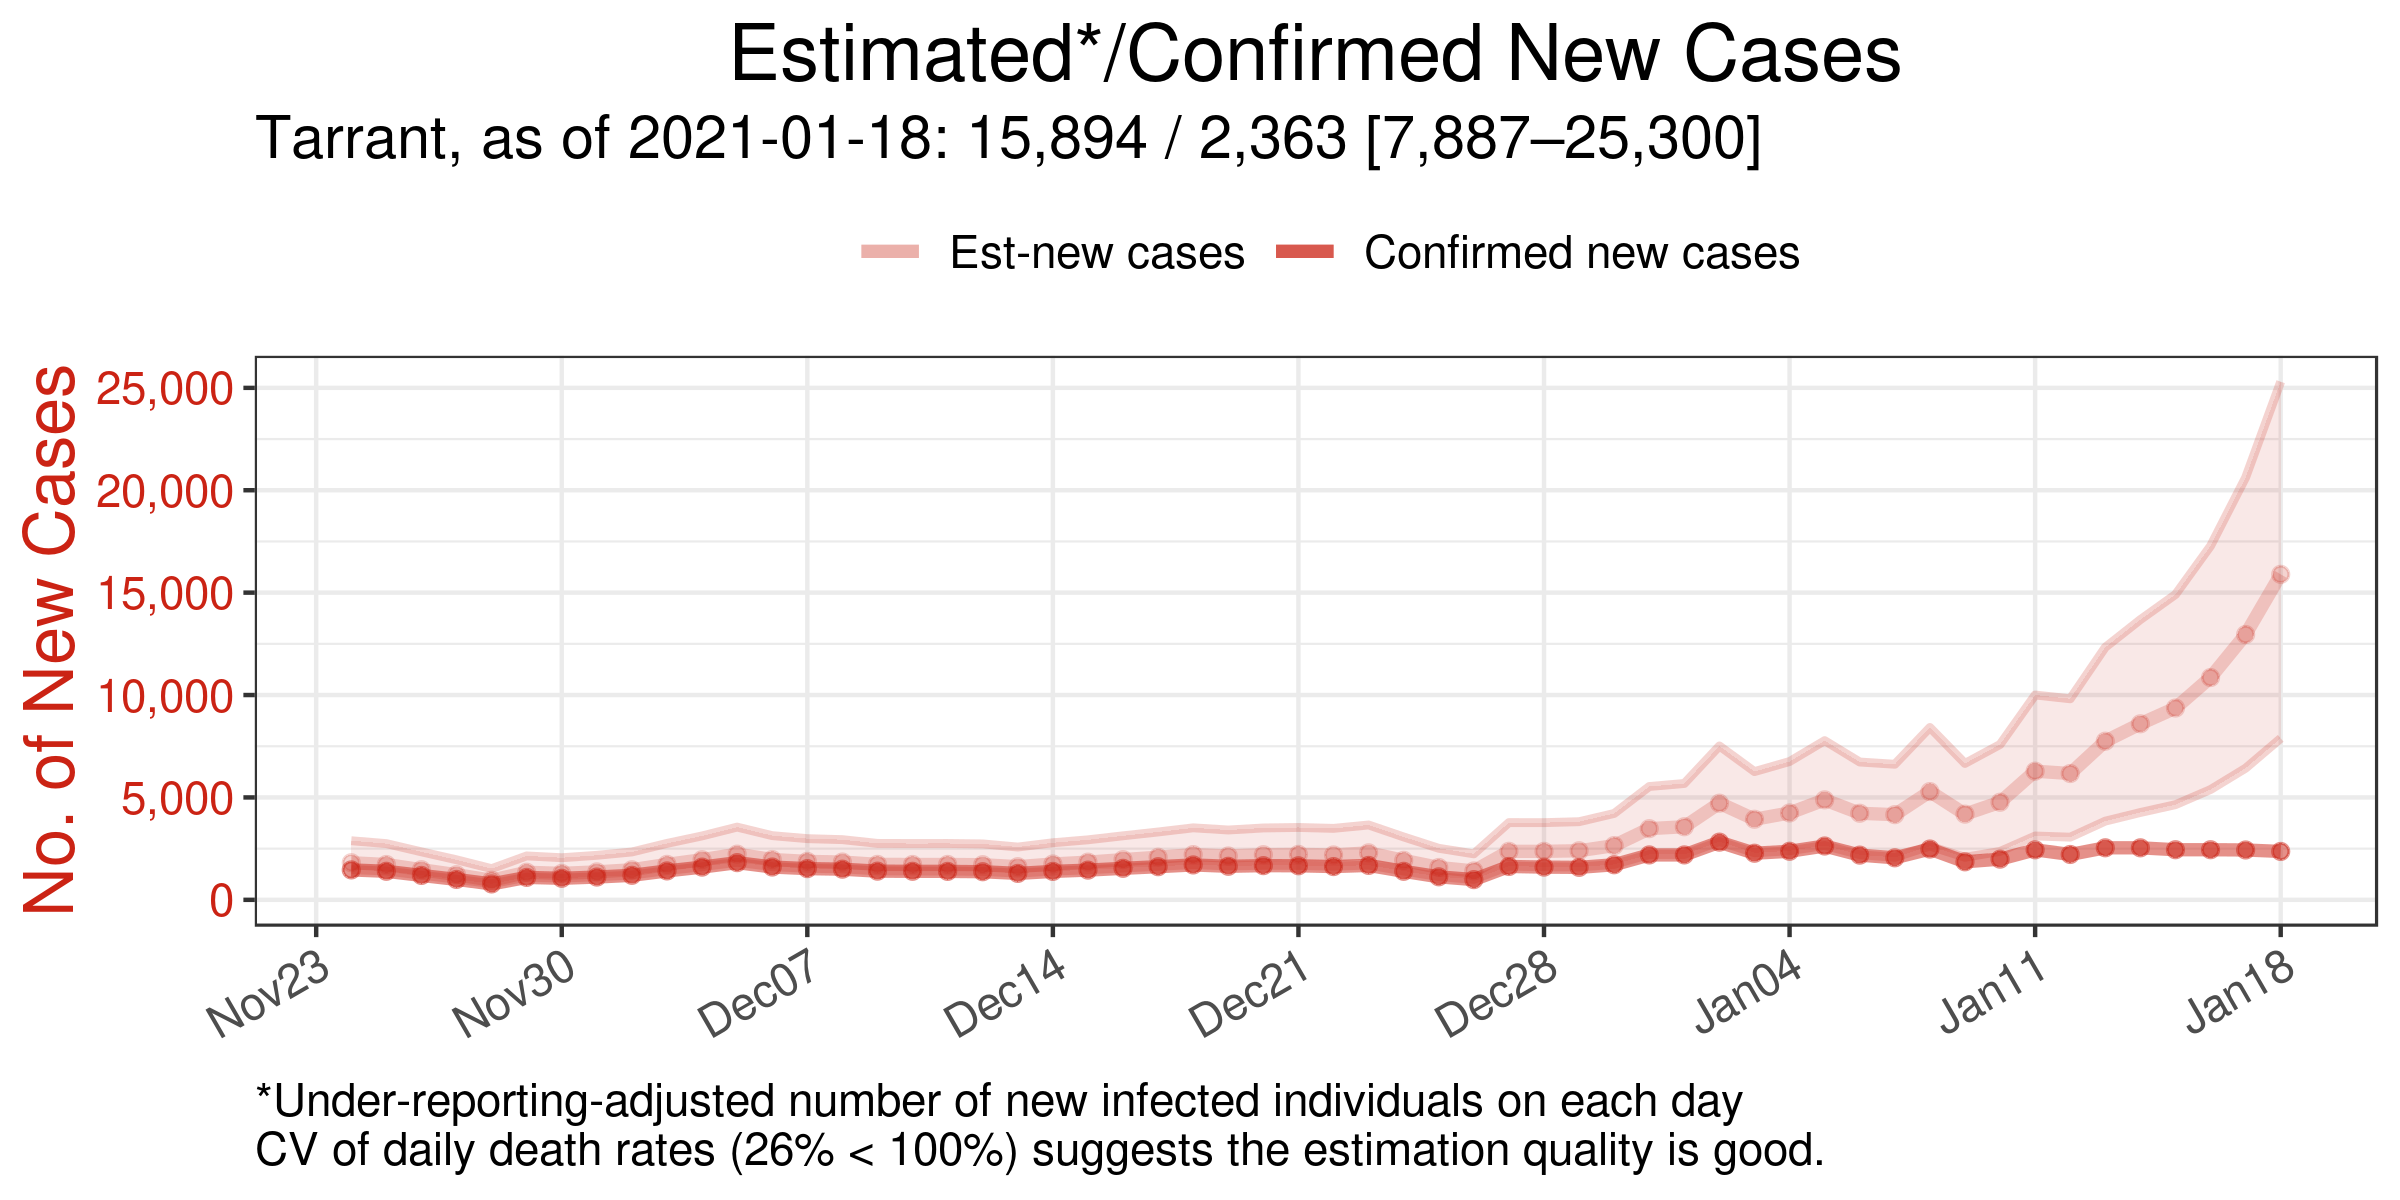 Estimated*/Confirmed New Cases
Tarrant, as of 2021-01-18: 15,894 / 2,363 [7,887–25,300]
Est-new cases
Confirmed new cases
No. of New Cases
25,000
20,000
15,000
10,000
5,000
0
Nov23
Nov30
Dec07
Dec14
Dec21
Dec28
Jan04
Jan11
Jan18
*Under-reporting-adjusted number of new infected individuals on each day
CV of daily death rates (26% < 100%) suggests the estimation quality is good.